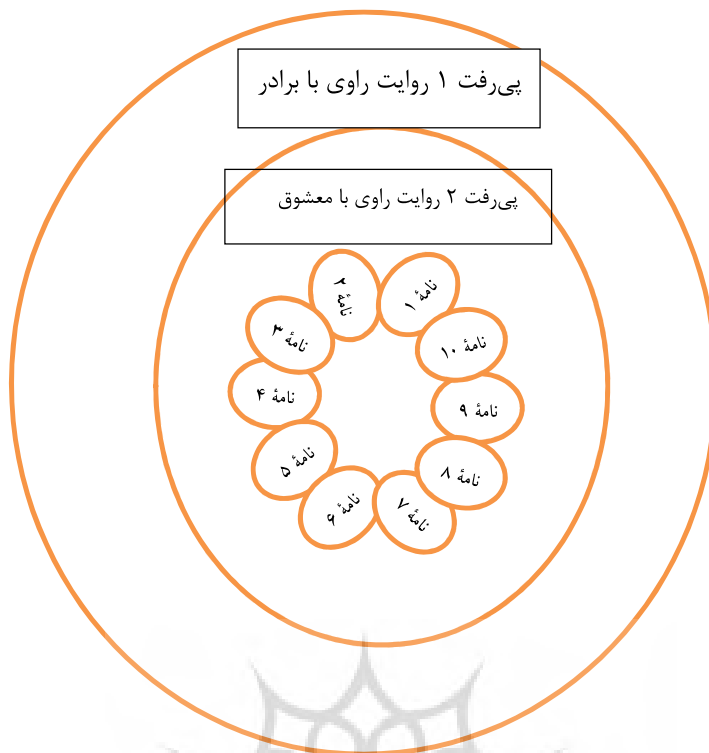 پی‌رفت ۱ روایت راوی با برادر
پی‌رفت ۲ روایت راوی با معشوق
نامهٔ ۱
نامهٔ ۲
نامهٔ ۳
نامهٔ ۴
نامهٔ ۵
نامهٔ ۶
نامهٔ ۷
نامهٔ ۸
نامهٔ ۹
نامهٔ ۱۰